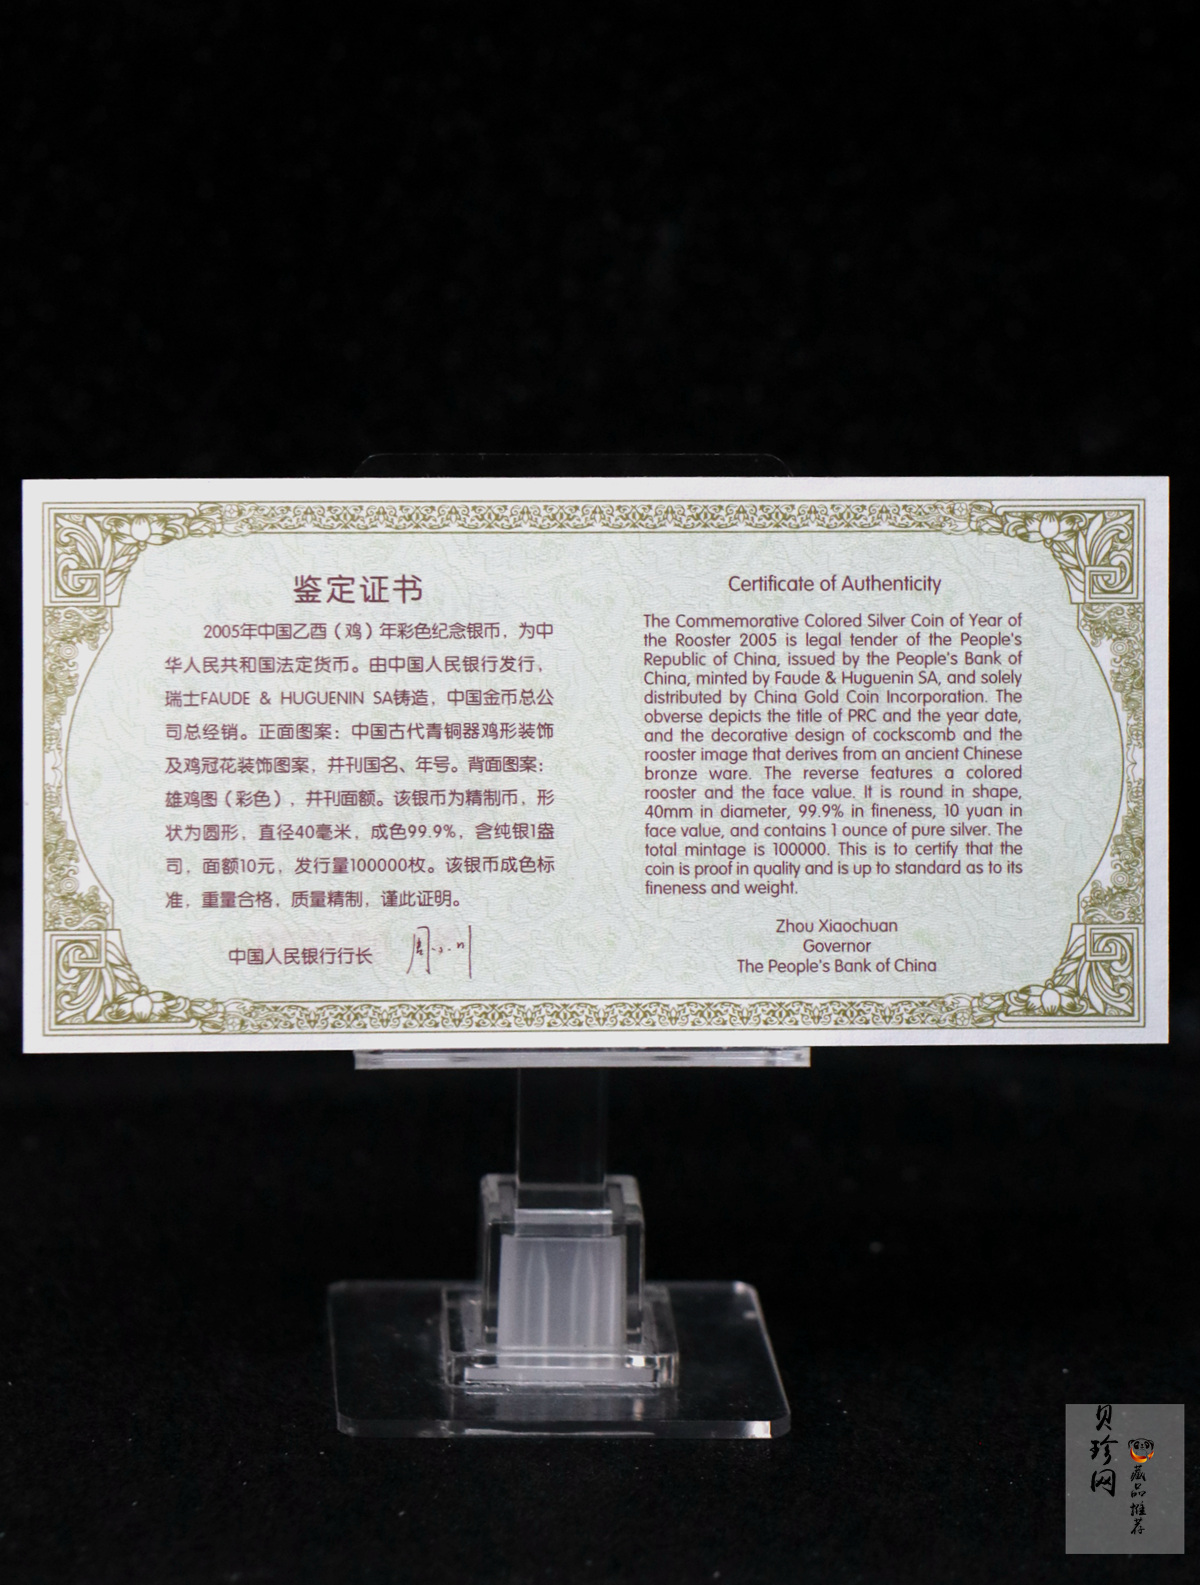 鉴定证书
2005年中国乙酉（鸡）年彩色纪念银币，为中
华人民共和国法定货币。由中国人民银行发行，
瑞士FAUDE & HUGUENIN SA铸造，中国金币总公
司总经销。正面图案：中国古代青铜器鸡形装饰
及鸡冠花装饰图案，并刊国名、年号。背面图案：
雄鸡图（彩色），并刊面额。该银币为精制币，形
状为圆形，直径40毫米，成色99.9%，含纯银1盎
司，面额10元，发行量100000枚。该银币成色标
准，重量合格，质量精制，谨此证明。
中国人民银行行长
Certificate of Authenticity
The Commemorative Colored Silver Coin of Year of
the Rooster 2005 is legal tender of the People's
Republic of China, issued by the People's Bank of
China, minted by Faude & Huguenin SA, and solely
distributed by China Gold Coin Incorporation. The
obverse depicts the title of PRC and the year date,
and the decorative design of cockscomb and the
rooster image that derives from an ancient Chinese
bronze ware. The reverse features a colored
rooster and the face value. It is round in shape,
40mm in diameter, 99.9% in fineness, 10 yuan in
face value, and contains 1 ounce of pure silver. The
total mintage is 100000. This is to certify that the
coin is proof in quality and is up to standard as to its
fineness and weight.
Zhou Xiaochuan
Governor
The People's Bank of China
贝珍网
藏品推荐